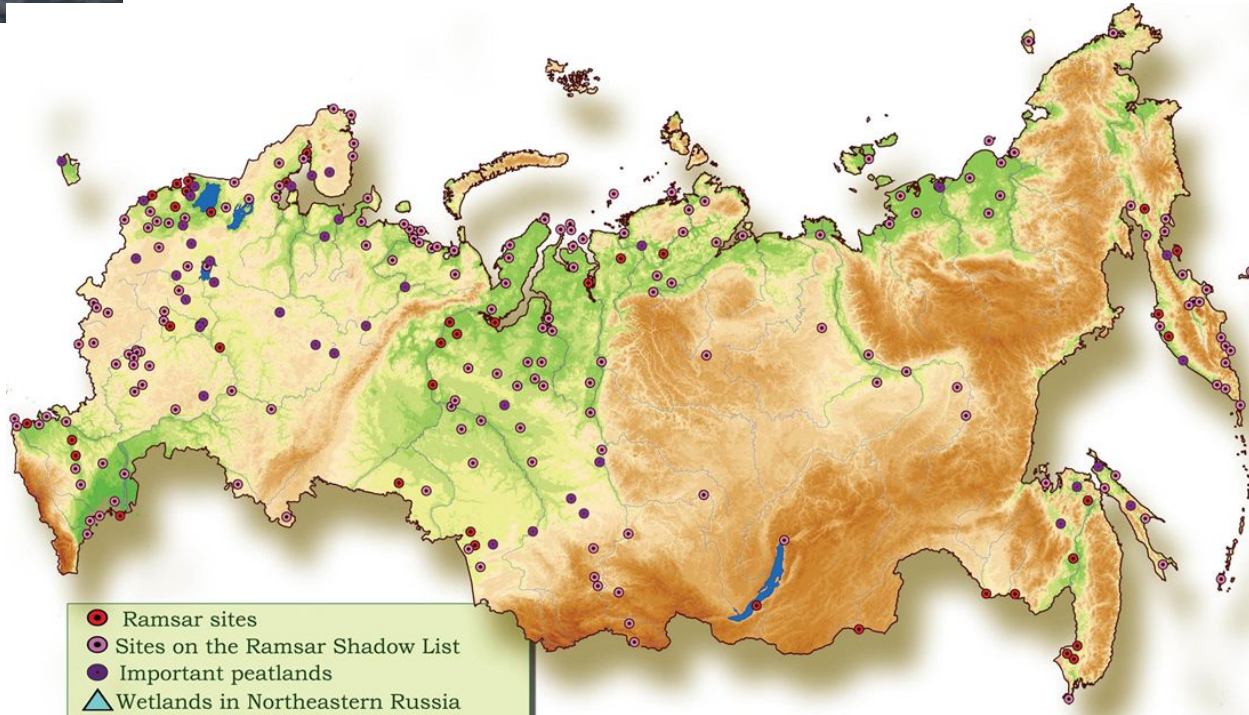 Ramsar sites
Sites on the Ramsar Shadow List
Important peatlands
Wetlands in Northeastern Russia